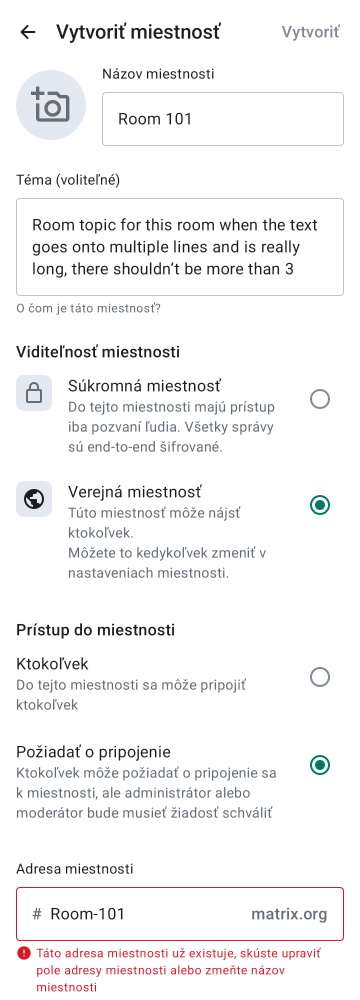 Vytvoriť miestnosť
Vytvoriť
Názov miestnosti
Room 101
Téma (voliteľné)
Room topic for this room when the text
goes onto multiple lines and is really
long, there shouldn’t be more than 3
O čom je táto miestnosť?
Viditeľnosť miestnosti
Súkromná miestnosť
Do tejto miestnosti majú prístup
iba pozvaní ľudia. Všetky správy
sú end-to-end šifrované.
Verejná miestnosť
Túto miestnosť môže nájsť
ktokoľvek.
Môžete to kedykoľvek zmeniť v
nastaveniach miestnosti.
Prístup do miestnosti
Ktokoľvek
Do tejto miestnosti sa môže pripojiť
ktokoľvek
Požiadať o pripojenie
Ktokoľvek môže požiadať o pripojenie sa
k miestnosti, ale administrátor alebo
moderátor bude musieť žiadosť schváliť
Adresa miestnosti
# Room-101 matrix.org
Táto adresa miestnosti už existuje, skúste upraviť
pole adresy miestnosti alebo zmeňte názov
miestnosti